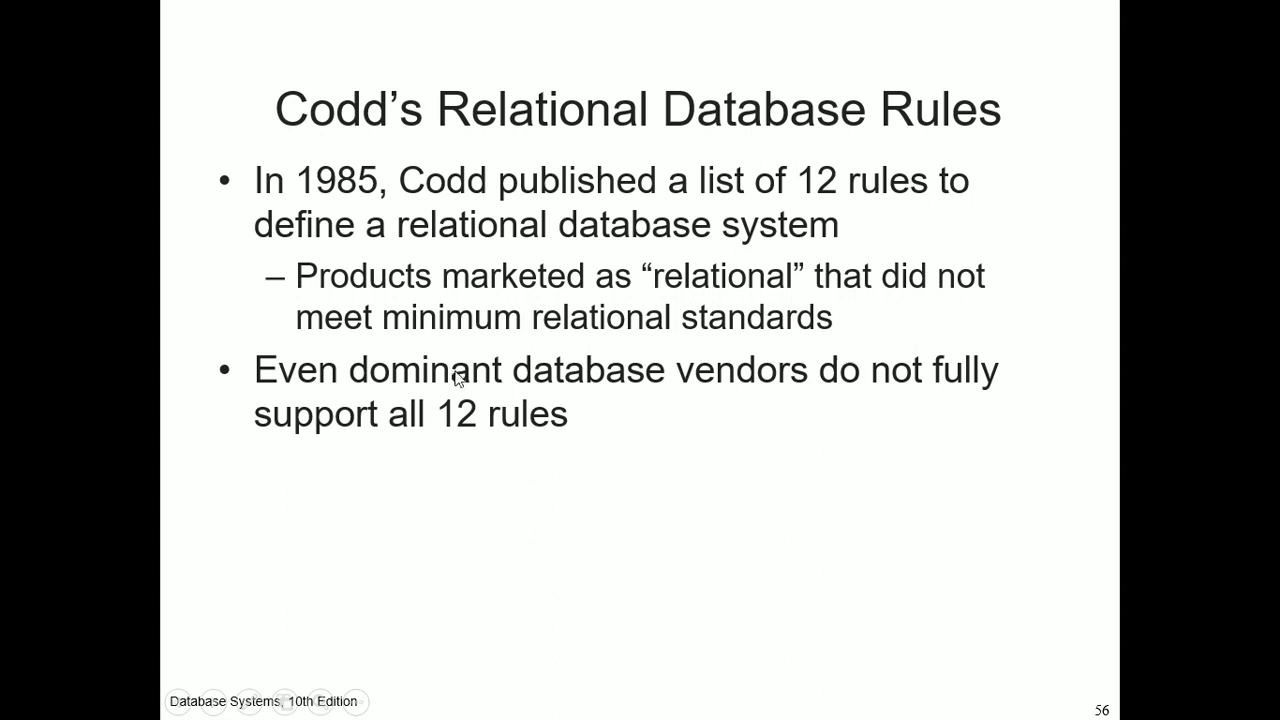 Codd’s Relational Database Rules
• In 1985, Codd published a list of 12 rules to
define a relational database system
– Products marketed as “relational” that did not
meet minimum relational standards
• Even dominant database vendors do not fully
support all 12 rules
Database Systems, 10th Edition
56